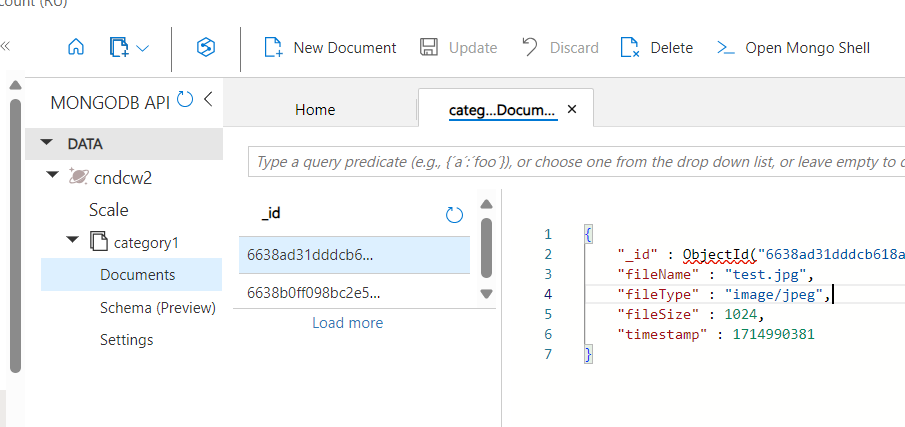 count (RU)
New Document
Update
Discard
Delete
Open Mongo Shell
MONGODB API
Home
categ...Docum...
DATA
Type a query predicate (e.g., {´a´:´foo´}), or choose one from the drop down list, or leave empty to
cndcw2
Scale
category1
Documents
Schema (Preview)
Settings
_id
6638ad31dddcb6...
6638b0ff098bc2e5...
Load more
1 {
2 "_id" : ObjectId("6638ad31dddcb618a
3 "fileName" : "test.jpg",
4 "fileType" : "image/jpeg",
5 "fileSize" : 1024,
6 "timestamp" : 1714990381
7 }